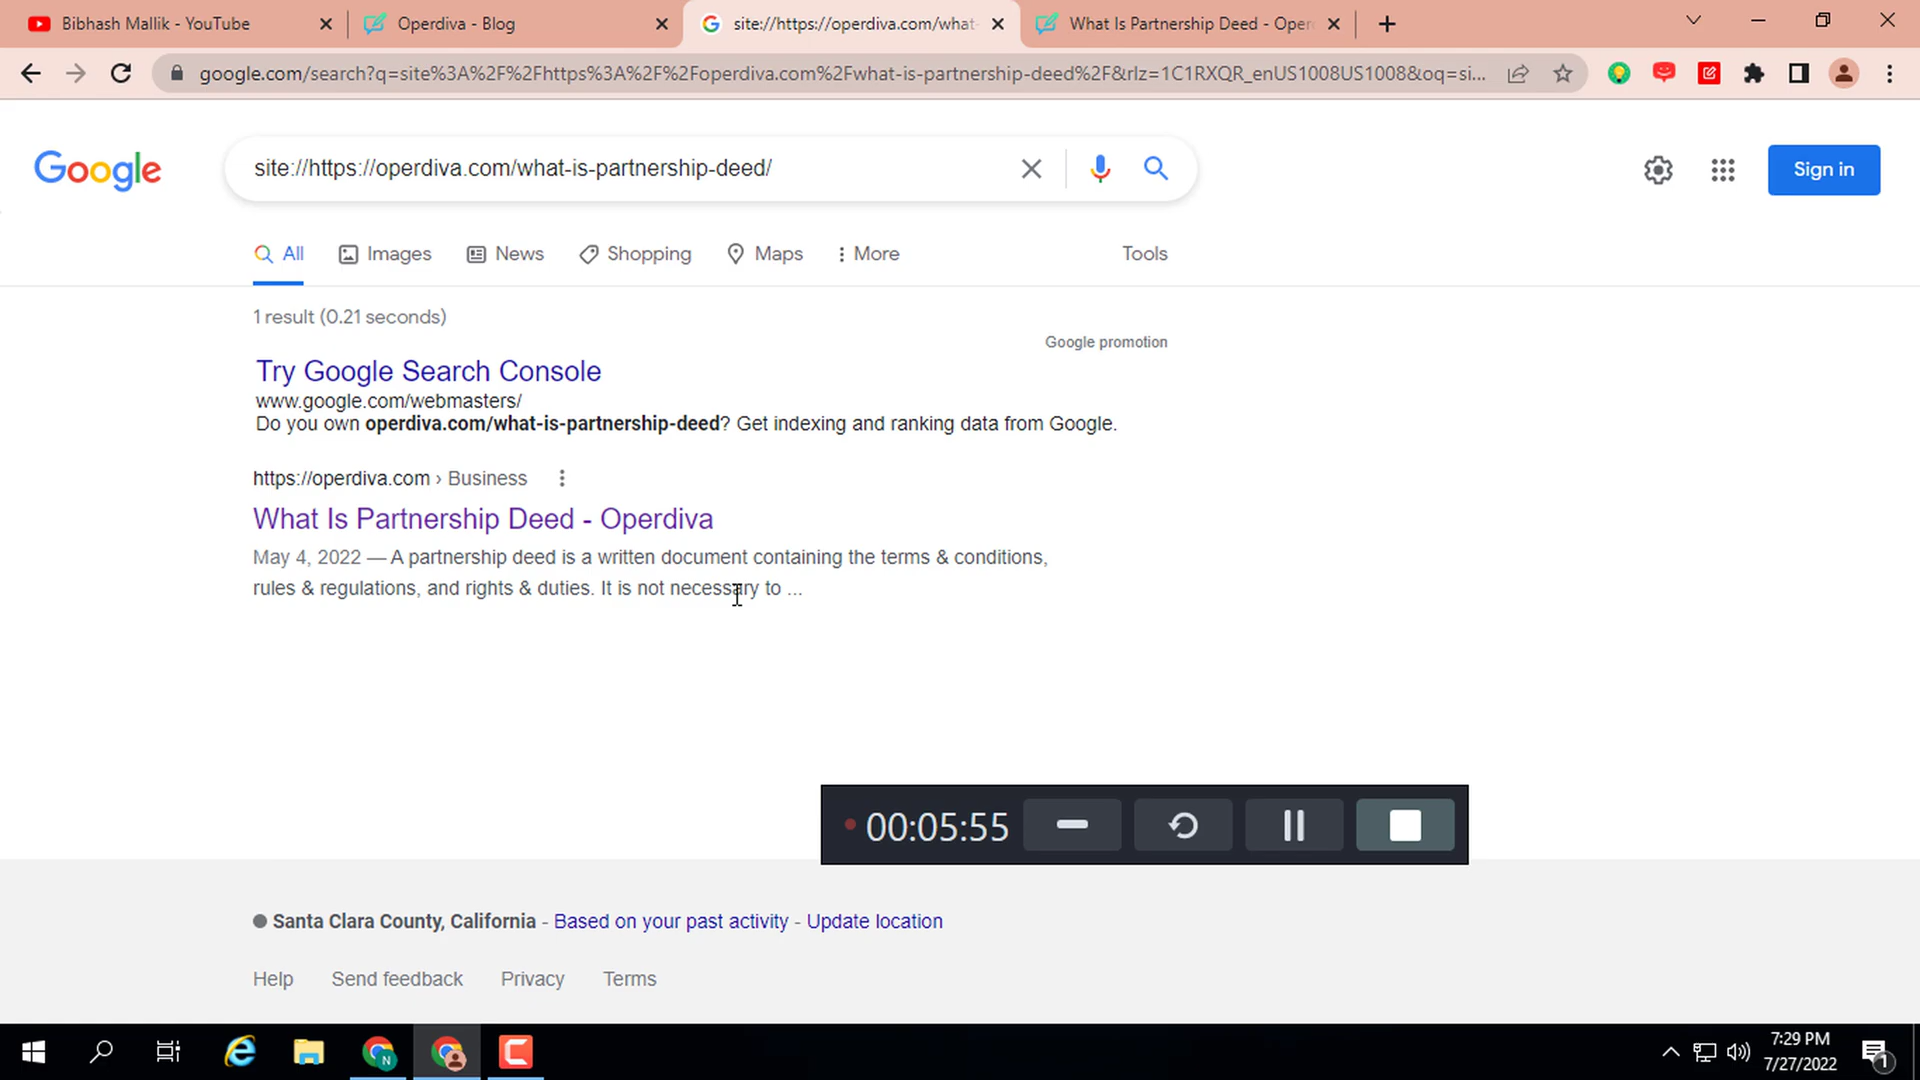 Bibhash Mallik - YouTube
Operdiva - Blog
site://https://operdiva.com/what-
What Is Partnership Deed - Oper
google.com/search?q=site%3A%2F%2Fhttps%3A%2F%2Foperdiva.com%2Fwhat-is-partnership-deed%2F&rlz=1C1RXQR_enUS1008US1008&oq=si...
Google
site://https://operdiva.com/what-is-partnership-deed/
Sign in
All
Images
News
Shopping
Maps
More
Tools
1 result (0.21 seconds)
Google promotion
Try Google Search Console
www.google.com/webmasters/
Do you own operdiva.com/what-is-partnership-deed? Get indexing and ranking data from Google.
https://operdiva.com › Business
What Is Partnership Deed - Operdiva
May 4, 2022 — A partnership deed is a written document containing the terms & conditions,
rules & regulations, and rights & duties. It is not necessary to ...
00:05:55
Santa Clara County, California - Based on your past activity - Update location
Help
Send feedback
Privacy
Terms
N
7:29 PM
7/27/2022
1